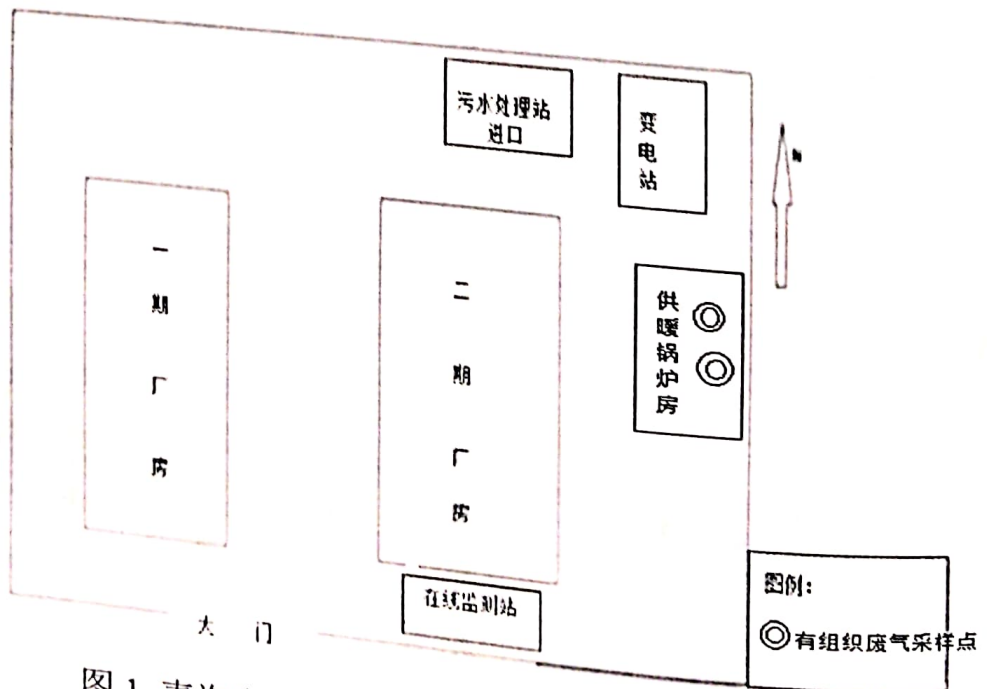 污水处理站
进口
变
电
站
一
期
厂
房
二
期
厂
房
供
暖
锅
炉
房
在线监测站
大 门
图例:
有组织废气采样点
图 1